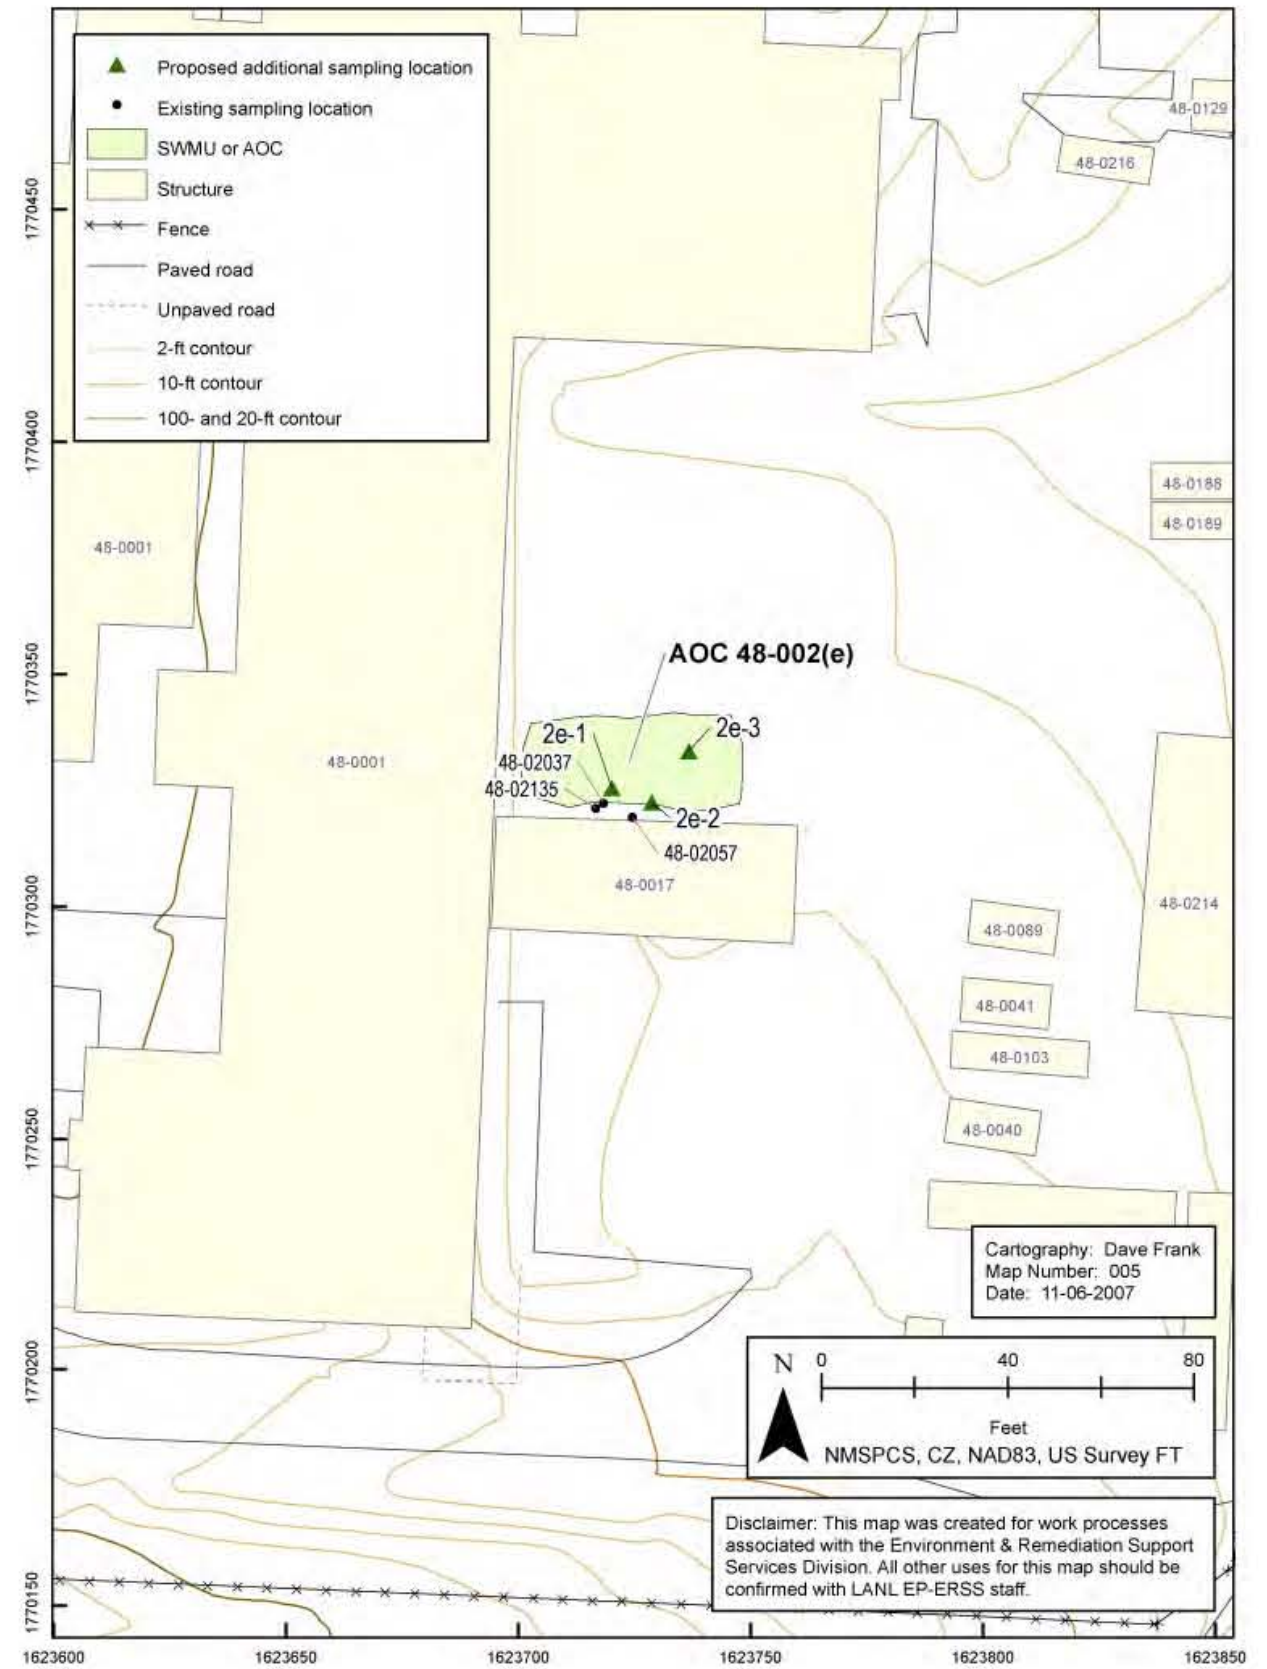 Proposed additional sampling location
Existing sampling location
SWMU or AOC
Structure
Fence
Paved road
Unpaved road
2-ft contour
10-ft contour
100- and 20-ft contour
48-0129
48-0216
1770450
1770400
48-0188
48-0189
48-0001
1770350
AOC 48-002(e)
2e-1
2e-3
48-0001
48-02037
48-02135
2e-2
48-02057
48-0017
1770300
48-0214
48-0089
48-0041
48-0103
48-0040
1770250
Cartography: Dave Frank
Map Number: 005
Date: 11-06-2007
1770200
N 0 40 80
Feet
NMSPCS, CZ, NAD83, US Survey FT
Disclaimer: This map was created for work processes
associated with the Environment & Remediation Support
Services Division. All other uses for this map should be
confirmed with LANL EP-ERSS staff.
1770150
1623600 1623650 1623700 1623750 1623800 1623850